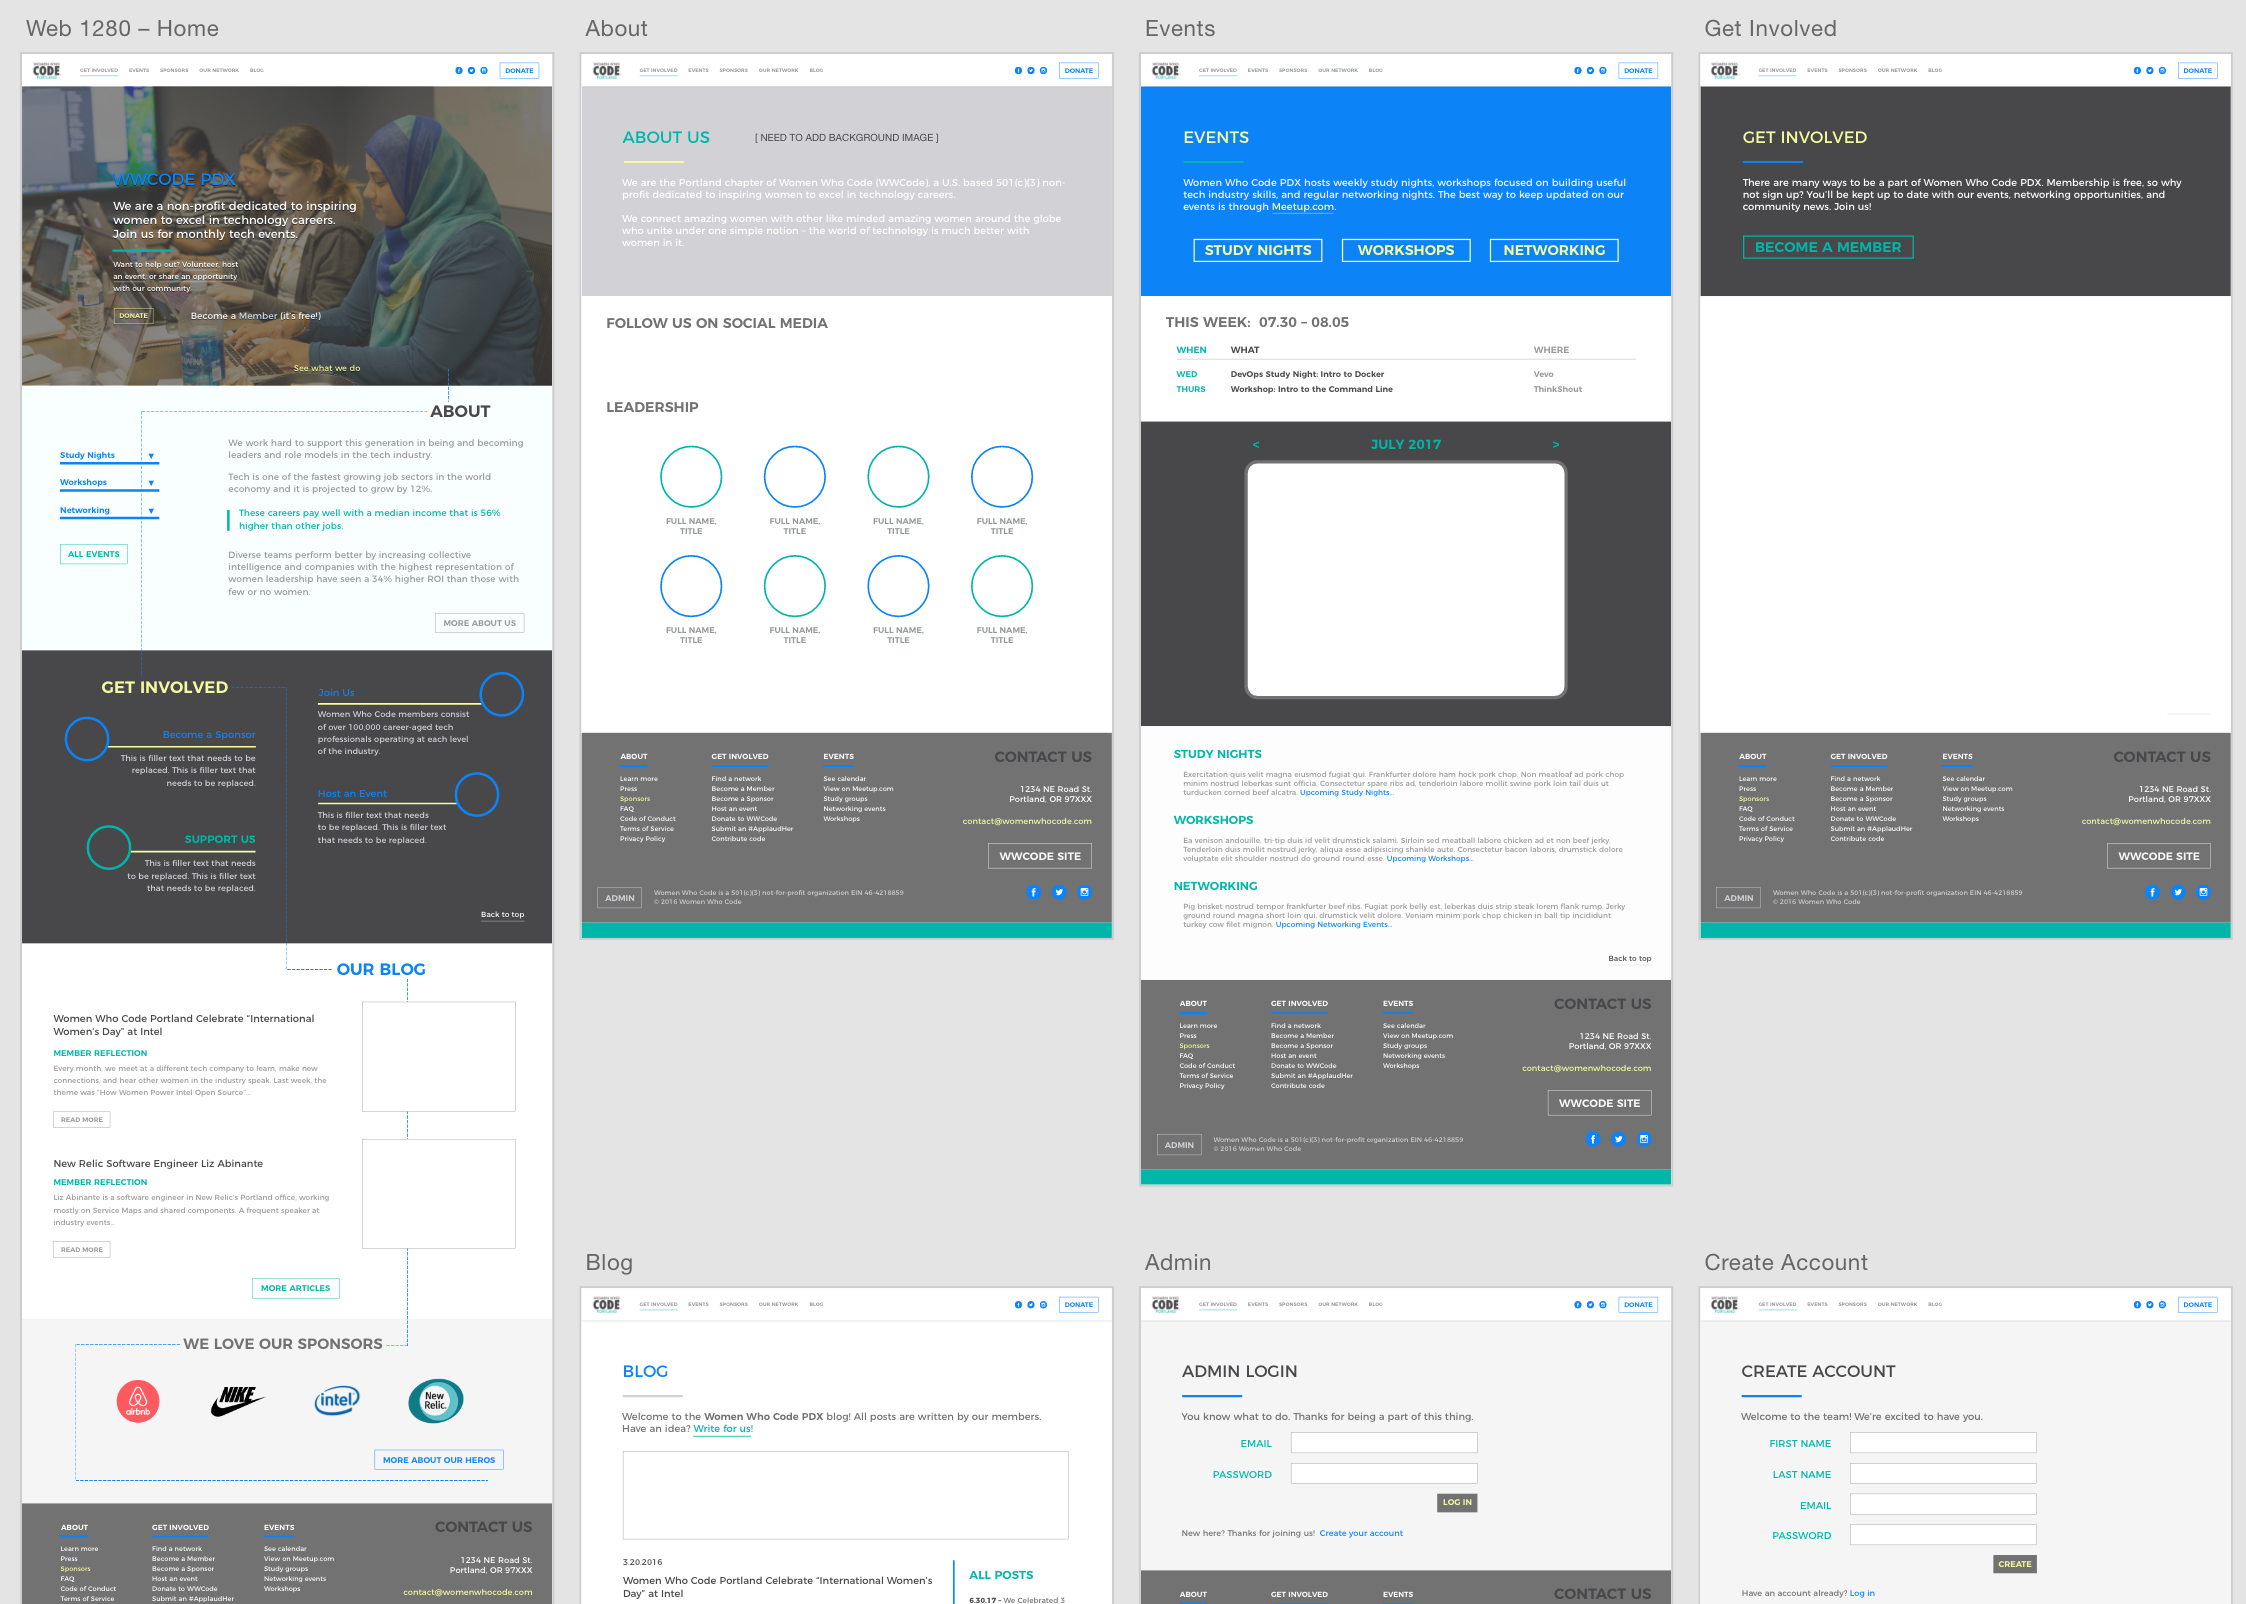 Web 1280 – Home
CODE
GET INVOLVED EVENTS SPONSORS OUR NETWORK BLOG
DONATE
WWCODE PDX
We are a non-profit dedicated to inspiring
women to excel in technology careers.
Join us for monthly tech events.
Want to help out? Volunteer, host
an event, or share an opportunity
with our community.
DONATE
Become a Member (it's free!)
See what we do
ABOUT
Study Nights ▼
Workshops ▼
Networking ▼
ALL EVENTS
We work hard to support this generation in being and becoming
leaders and role models in the tech industry.
Tech is one of the fastest growing job sectors in the world
economy and it is projected to grow by 12%.
These careers pay well with a median income that is 56%
higher than other jobs.
Diverse teams perform better by increasing collective
intelligence and companies with the highest representation of
women leadership have seen a 34% higher ROI than those with
few or no women.
MORE ABOUT US
GET INVOLVED
Become a Sponsor
This is filler text that needs to be
replaced. This is filler text that
needs to be replaced.
SUPPORT US
This is filler text that needs
to be replaced. This is filler text
that needs to be replaced.
Join Us
Women Who Code members consist
of over 100,000 career-aged tech
professionals operating at each level
of the industry.
Host an Event
This is filler text that needs
to be replaced. This is filler text
that needs to be replaced.
Back to top
OUR BLOG
Women Who Code Portland Celebrate "International
Women's Day" at Intel
MEMBER REFLECTION
Every month, we meet at a different tech company to learn, make new
connections, and hear other women in the industry speak. Last week, the
theme was "How Women Power Intel Open Source"...
READ MORE
New Relic Software Engineer Liz Abinante
MEMBER REFLECTION
Liz Abinante is a software engineer in New Relic's Portland office, working
mostly on Service Maps and shared components. A frequent speaker at
industry events...
READ MORE
MORE ARTICLES
WE LOVE OUR SPONSORS
airbnb
NIKE
intel
New
Relic.
MORE ABOUT OUR HEROS
ABOUT
Learn more
Press
Sponsors
FAQ
Code of Conduct
Terms of Service
GET INVOLVED
Find a network
Become a Member
Become a Sponsor
Host an event
Donate to WWCode
Submit an #ApplaudHer
EVENTS
See calendar
View on Meetup.com
Study groups
Networking events
Workshops
CONTACT US
1234 NE Road St.
Portland, OR 97XXX
contact@womenwhocode.com
About
CODE
GET INVOLVED EVENTS SPONSORS OUR NETWORK BLOG
DONATE
ABOUT US
[ NEED TO ADD BACKGROUND IMAGE ]
We are the Portland chapter of Women Who Code (WWCode), a U.S. based 501(c)(3) non-
profit dedicated to inspiring women to excel in technology careers.
We connect amazing women with other like minded amazing women around the globe
who unite under one simple notion – the world of technology is much better with
women in it.
FOLLOW US ON SOCIAL MEDIA
LEADERSHIP
FULL NAME, FULL NAME, FULL NAME, FULL NAME,
TITLE TITLE TITLE TITLE
FULL NAME, FULL NAME, FULL NAME, FULL NAME,
TITLE TITLE TITLE TITLE
ABOUT
Learn more
Press
Sponsors
FAQ
Code of Conduct
Terms of Service
Privacy Policy
GET INVOLVED
Find a network
Become a Member
Become a Sponsor
Host an event
Donate to WWCode
Submit an #ApplaudHer
Contribute code
EVENTS
See calendar
View on Meetup.com
Study groups
Networking events
Workshops
CONTACT US
1234 NE Road St.
Portland, OR 97XXX
contact@womenwhocode.com
WWCODE SITE
ADMIN
Women Who Code is a 501(c)(3) not-for-profit organization EIN 46-4218859
© 2016 Women Who Code
Events
CODE
GET INVOLVED EVENTS SPONSORS OUR NETWORK BLOG
DONATE
EVENTS
Women Who Code PDX hosts weekly study nights, workshops focused on building useful
tech industry skills, and regular networking nights. The best way to keep updated on our
events is through Meetup.com.
STUDY NIGHTS WORKSHOPS NETWORKING
THIS WEEK: 07.30 – 08.05
WHEN WHAT WHERE
WED DevOps Study Night: Intro to Docker Vevo
THURS Workshop: Intro to the Command Line ThinkShout
< JULY 2017 >
STUDY NIGHTS
Exercitation quis velit magna eiusmod fugiat qui. Frankfurter dolore ham hock pork chop. Non meatloaf ad pork chop
minim nostrud leberkas sunt officia. Consectetur spare ribs ad, tenderloin labore mollit swine pork loin tail duis ut
turducken corned beef alcatra. Upcoming Study Nights...
WORKSHOPS
Ea venison andouille, tri-tip duis id velit drumstick salami. Sirloin sed meatball labore chicken ad et non beef jerky.
Tenderloin duis mollit nostrud jerky, aliqua esse adipisicing shankle aute. Consectetur bacon laboris, drumstick dolore
voluptate elit shoulder nostrud do ground round esse. Upcoming Workshops...
NETWORKING
Pig brisket nostrud tempor frankfurter beef ribs. Fugiat pork belly est, leberkas duis strip steak lorem flank rump. Jerky
ground round magna short loin qui, drumstick velit dolore. Veniam minim pork chop chicken in ball tip incididunt
turkey cow filet mignon. Upcoming Networking Events...
Back to top
ABOUT
Learn more
Press
Sponsors
FAQ
Code of Conduct
Terms of Service
Privacy Policy
GET INVOLVED
Find a network
Become a Member
Become a Sponsor
Host an event
Donate to WWCode
Submit an #ApplaudHer
Contribute code
EVENTS
See calendar
View on Meetup.com
Study groups
Networking events
Workshops
CONTACT US
1234 NE Road St.
Portland, OR 97XXX
contact@womenwhocode.com
WWCODE SITE
ADMIN
Women Who Code is a 501(c)(3) not-for-profit organization EIN 46-4218859
© 2016 Women Who Code
Get Involved
CODE
GET INVOLVED EVENTS SPONSORS OUR NETWORK BLOG
DONATE
GET INVOLVED
There are many ways to be a part of Women Who Code PDX. Membership is free, so why
not sign up? You'll be kept up to date with our events, networking opportunities, and
community news. Join us!
BECOME A MEMBER
ABOUT
Learn more
Press
Sponsors
FAQ
Code of Conduct
Terms of Service
Privacy Policy
GET INVOLVED
Find a network
Become a Member
Become a Sponsor
Host an event
Donate to WWCode
Submit an #ApplaudHer
Contribute code
EVENTS
See calendar
View on Meetup.com
Study groups
Networking events
Workshops
CONTACT US
1234 NE Road St.
Portland, OR 97XXX
contact@womenwhocode.com
WWCODE SITE
ADMIN
Women Who Code is a 501(c)(3) not-for-profit organization EIN 46-4218859
© 2016 Women Who Code
Blog
CODE
GET INVOLVED EVENTS SPONSORS OUR NETWORK BLOG
DONATE
BLOG
Welcome to the Women Who Code PDX blog! All posts are written by our members.
Have an idea? Write for us!
3.20.2016
Women Who Code Portland Celebrate "International Women's
Day" at Intel
ALL POSTS
6.30.17 – We Celebrated 3
Admin
CODE
GET INVOLVED EVENTS SPONSORS OUR NETWORK BLOG
DONATE
ADMIN LOGIN
You know what to do. Thanks for being a part of this thing.
EMAIL
PASSWORD
LOG IN
New here? Thanks for joining us! Create your account
ABOUT GET INVOLVED EVENTS CONTACT US
Create Account
CODE
GET INVOLVED EVENTS SPONSORS OUR NETWORK BLOG
DONATE
CREATE ACCOUNT
Welcome to the team! We're excited to have you.
FIRST NAME
LAST NAME
EMAIL
PASSWORD
CREATE
Have an account already? Log in